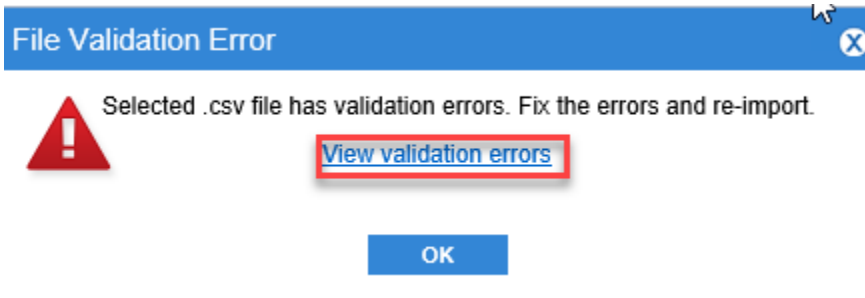 File Validation Error
Selected .csv file has validation errors. Fix the errors and re-import.
View validation errors
OK